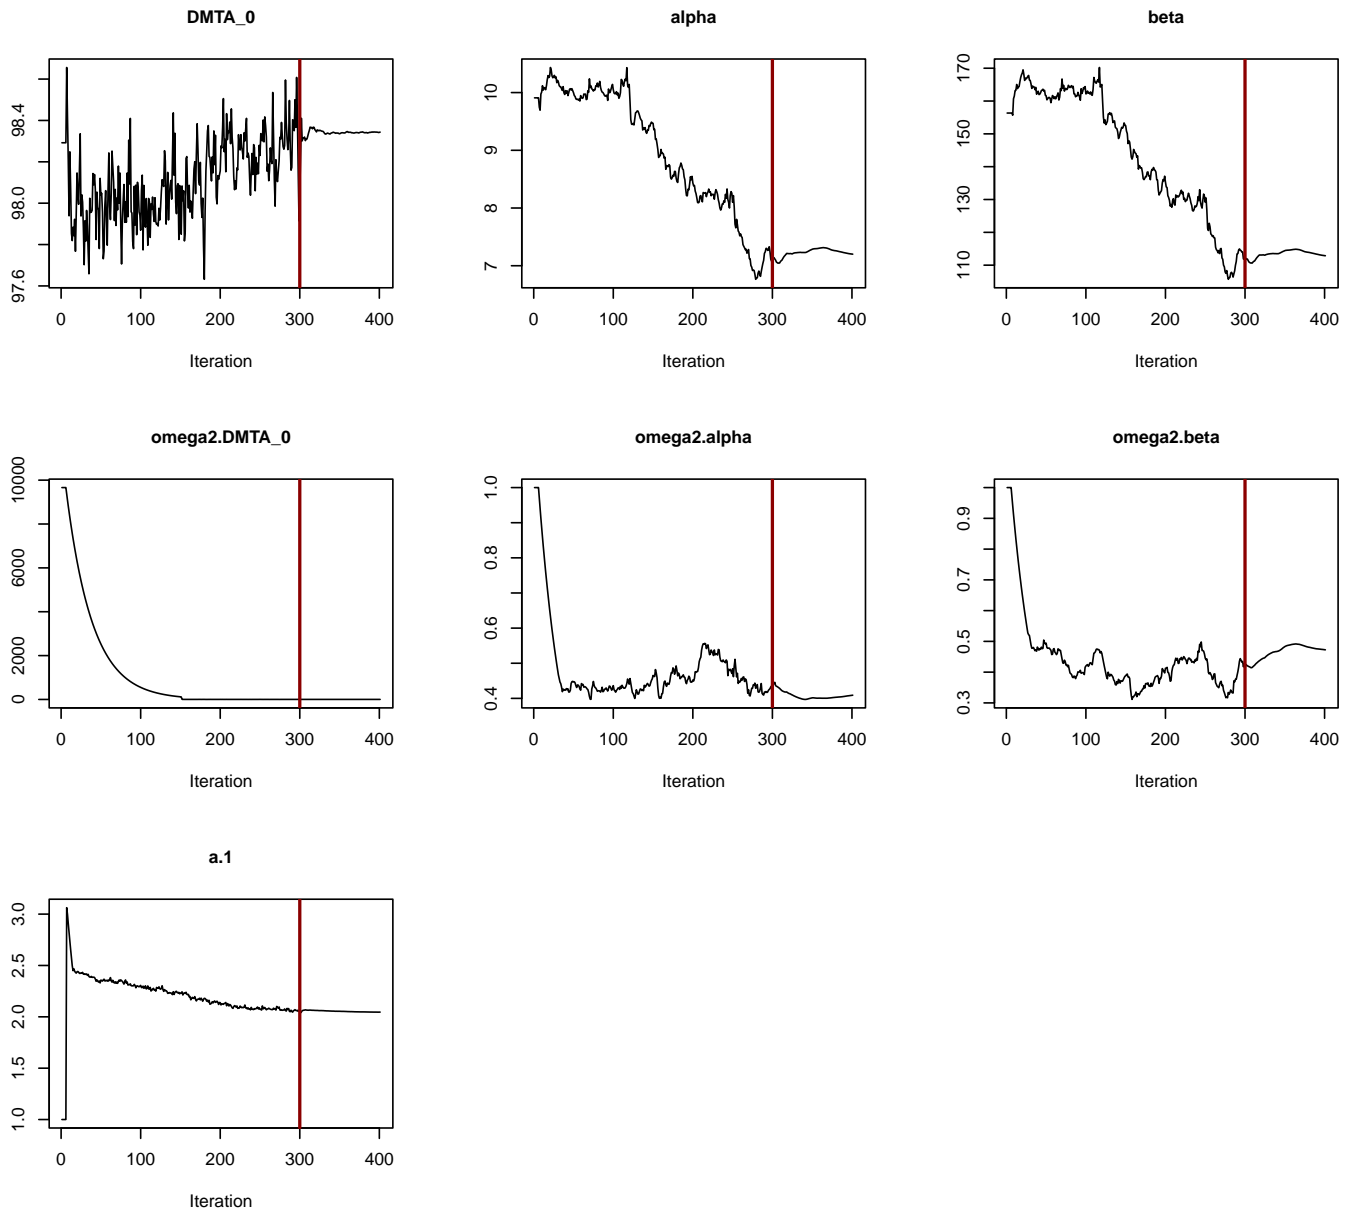 DMTA_0
alpha
beta
98.4
98.0
97.6
0 100 200 300 400
Iteration
10
9
8
7
0 100 200 300 400
Iteration
170
150
130
110
0 100 200 300 400
Iteration
omega2.DMTA_0
omega2.alpha
omega2.beta
10000
6000
2000
0
0 100 200 300 400
Iteration
1.0
0.8
0.6
0.4
0 100 200 300 400
Iteration
0.9
0.7
0.5
0.3
0 100 200 300 400
Iteration
a.1
3.0
2.5
2.0
1.5
1.0
0 100 200 300 400
Iteration